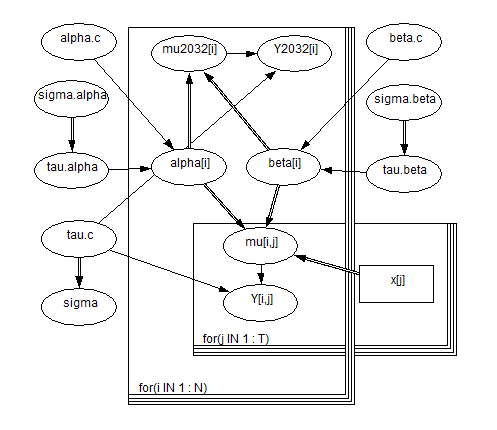 alpha.c
mu2032[i]
Y2032[i]
beta.c
sigma.alpha
sigma.beta
tau.alpha
alpha[i]
beta[i]
tau.beta
tau.c
mu[i,j]
x[j]
sigma
Y[i,j]
for(j IN 1 : T)
for(i IN 1 : N)